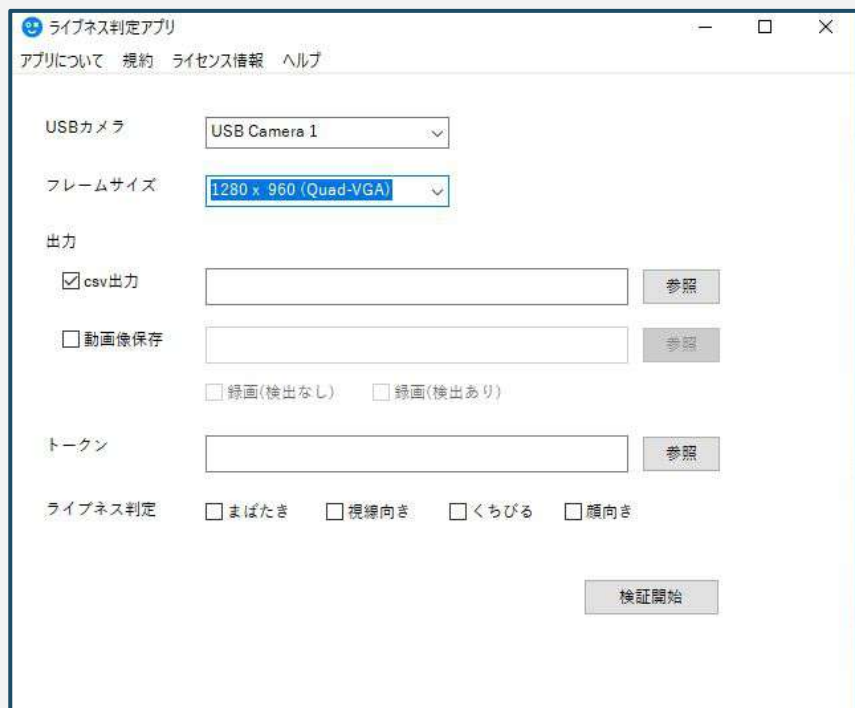 ライブネス判定アプリ
アプリについて 規約 ライセンス情報 ヘルプ
USBカメラ USB Camera 1
フレームサイズ 1280 x 960 (Quad-VGA)
出力
csv出力 参照
動画像保存 参照
録画(検出なし) 録画(検出あり)
トークン 参照
ライブネス判定 まばたき 視線向き くちびる 顔向き
検証開始